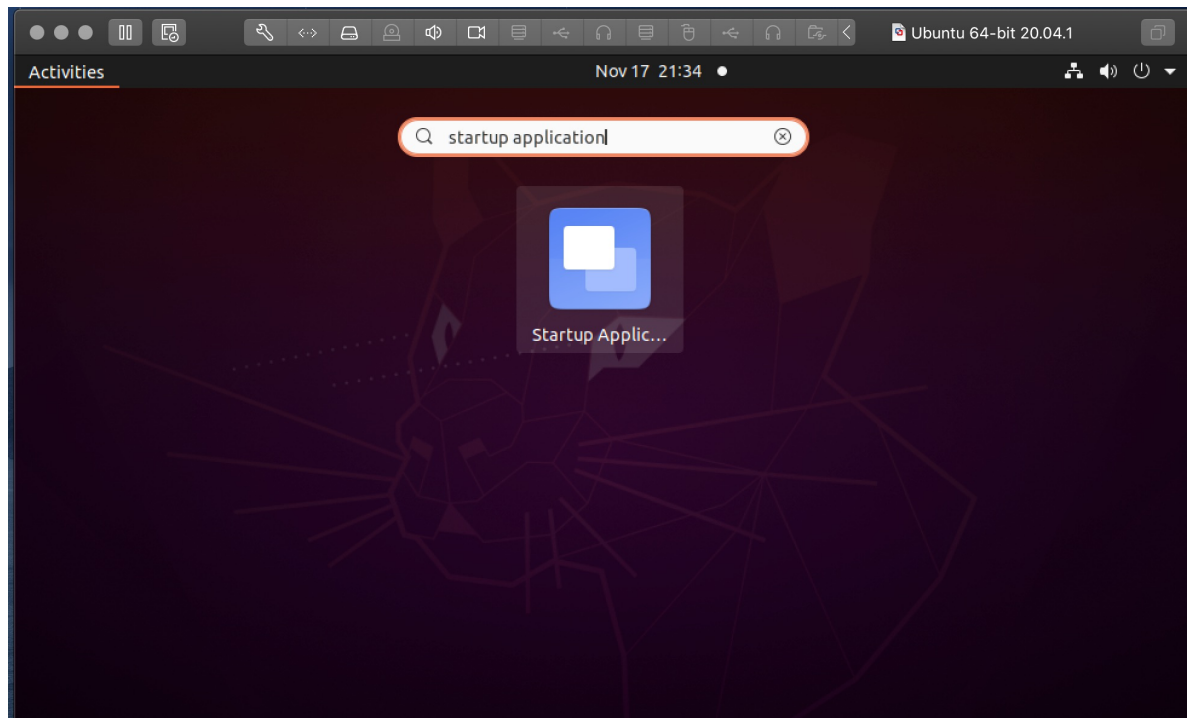 Ubuntu 64-bit 20.04.1
Activities
Nov 17 21:34
startup application
Startup Applic...